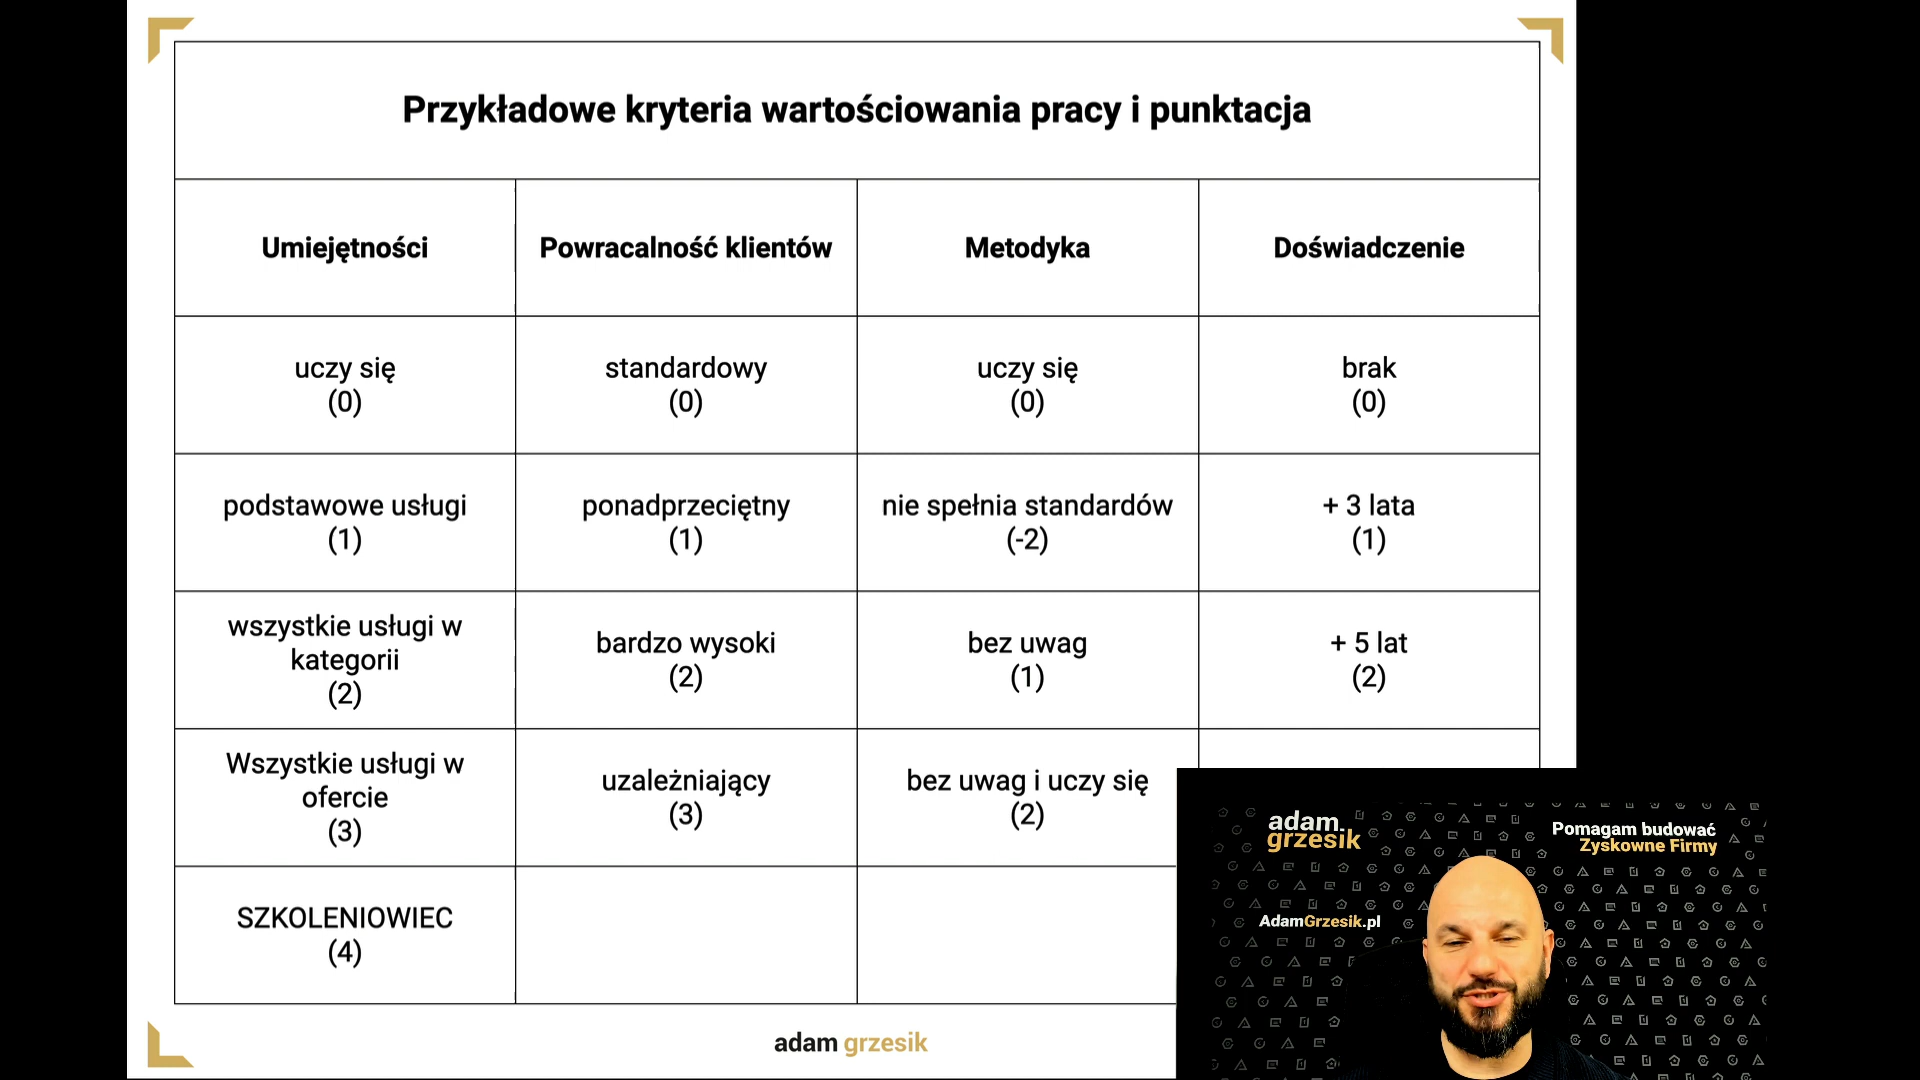 Przykładowe kryteria wartościowania pracy i punktacja
Umiejętności
Powracalność klientów
Metodyka
Doświadczenie
uczy się
(0)
standardowy
(0)
uczy się
(0)
brak
(0)
podstawowe usługi
(1)
ponadprzeciętny
(1)
nie spełnia standardów
(-2)
+ 3 lata
(1)
wszystkie usługi w
kategorii
(2)
bardzo wysoki
(2)
bez uwag
(1)
+ 5 lat
(2)
Wszystkie usługi w
ofercie
(3)
uzależniający
(3)
bez uwag i uczy się
(2)
SZKOLENIOWIEC
(4)
adam grzesik
adam
grzesik
Pomagam budować
Zyskowne Firmy
AdamGrzesik.pl